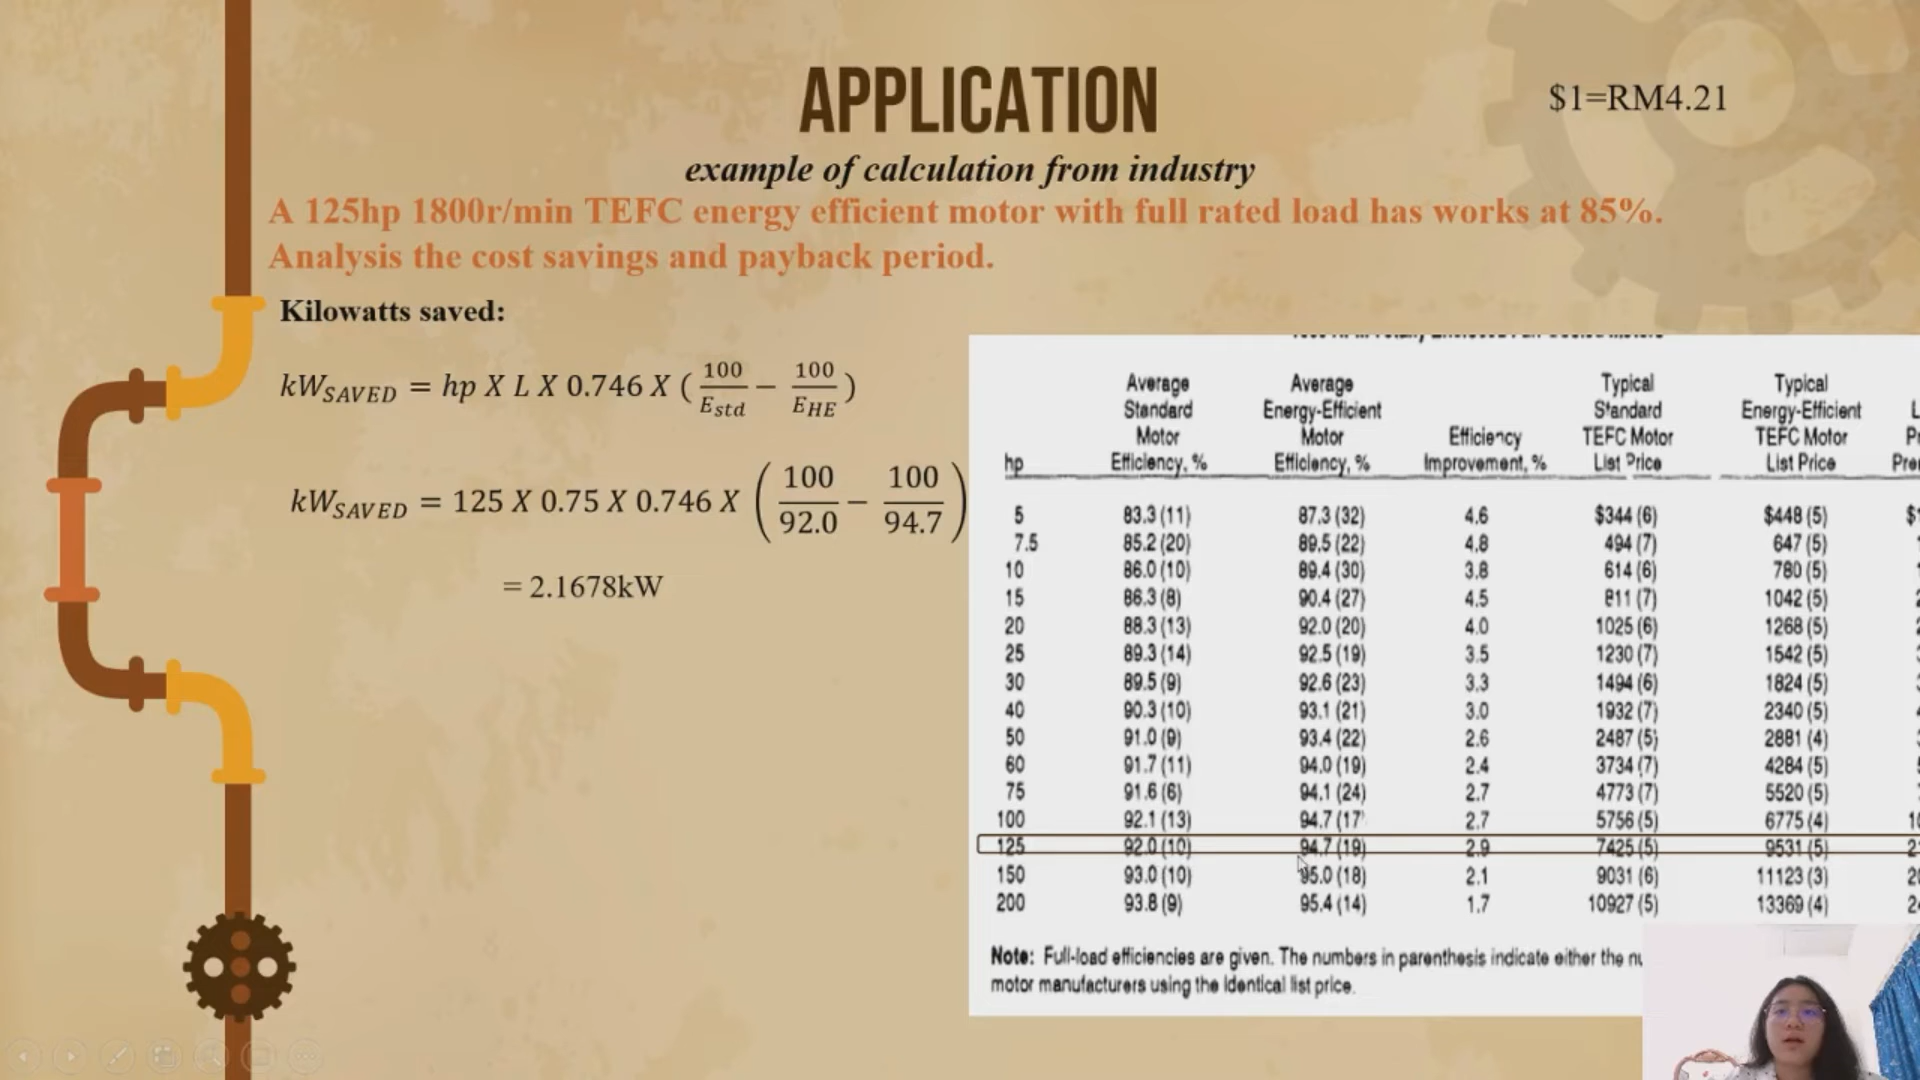 APPLICATION
$1=RM4.21
example of calculation from industry
A 125hp 1800r/min TEFC energy efficient motor with full rated load has works at 85%.
Analysis the cost savings and payback period.
Kilowatts saved:
kW_SAVED = hp X L X 0.746 X (100/E_std − 100/E_HE)
kW_SAVED = 125 X 0.75 X 0.746 X (100/92.0 − 100/94.7)
= 2.1678kW
Average Average Typical Typical
Standard Energy-Efficient Standard Energy-Efficient
Motor Motor Efficiency TEFC Motor TEFC Motor
hp Efficiency, % Efficiency, % Improvement, % List Price List Price
5 83.3 (11) 87.3 (32) 4.6 $344 (6) $448 (5)
7.5 85.2 (20) 89.5 (22) 4.8 494 (7) 647 (5)
10 86.0 (10) 89.4 (30) 3.8 614 (6) 780 (5)
15 86.3 (8) 90.4 (27) 4.5 811 (7) 1042 (5)
20 88.3 (13) 92.0 (20) 4.0 1025 (6) 1268 (5)
25 89.3 (14) 92.5 (19) 3.5 1230 (7) 1542 (5)
30 89.5 (9) 92.6 (23) 3.3 1494 (6) 1824 (5)
40 90.3 (10) 93.1 (21) 3.0 1932 (7) 2340 (5)
50 91.0 (9) 93.4 (22) 2.6 2487 (5) 2881 (4)
60 91.7 (11) 94.0 (19) 2.4 3734 (7) 4284 (5)
75 91.6 (6) 94.1 (24) 2.7 4773 (7) 5520 (5)
100 92.1 (13) 94.7 (17) 2.7 5756 (5) 6775 (4)
125 92.0 (10) 94.7 (19) 2.9 7425 (5) 9531 (5)
150 93.0 (10) 95.0 (18) 2.1 9031 (6) 11123 (3)
200 93.8 (9) 95.4 (14) 1.7 10927 (5) 13369 (4)
Note: Full-load efficiencies are given. The numbers in parenthesis indicate either the
motor manufacturers using the identical list price.